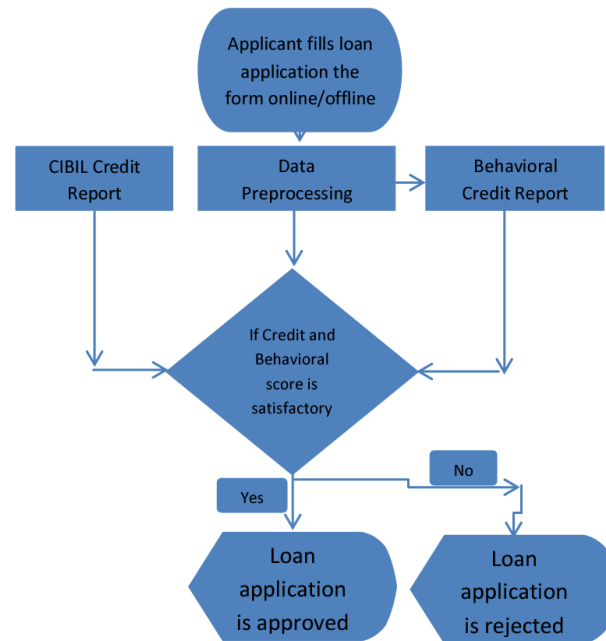 Applicant fills loan
application the
form online/offline
CIBIL Credit
Report
Data
Preprocessing
Behavioral
Credit Report
If Credit and
Behavioral
score is
satisfactory
No
Yes
Loan
application
is approved
Loan
application
is rejected